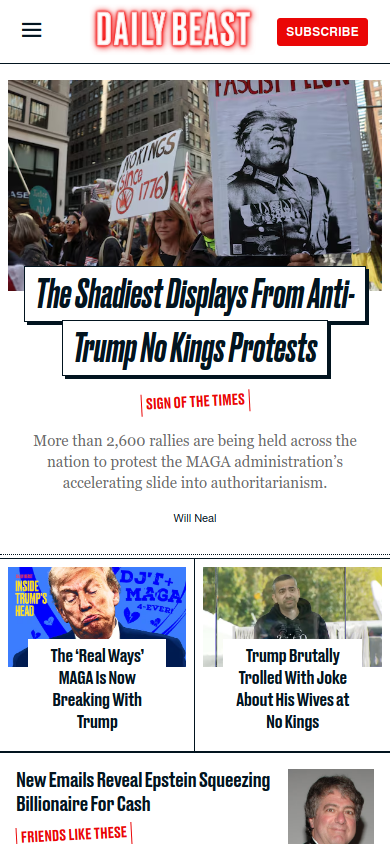 DAILY BEAST
SUBSCRIBE
FASCIST FELON
NO KINGS
(since
1776)
The Shadiest Displays From Anti-
Trump No Kings Protests
SIGN OF THE TIMES
More than 2,600 rallies are being held across the
nation to protest the MAGA administration's
accelerating slide into authoritarianism.
Will Neal
INSIDE
TRUMP'S
HEAD
DJT+
MAGA
4-EVER!
The ‘Real Ways’
MAGA Is Now
Breaking With
Trump
Trump Brutally
Trolled With Joke
About His Wives at
No Kings
New Emails Reveal Epstein Squeezing
Billionaire For Cash
FRIENDS LIKE THESE